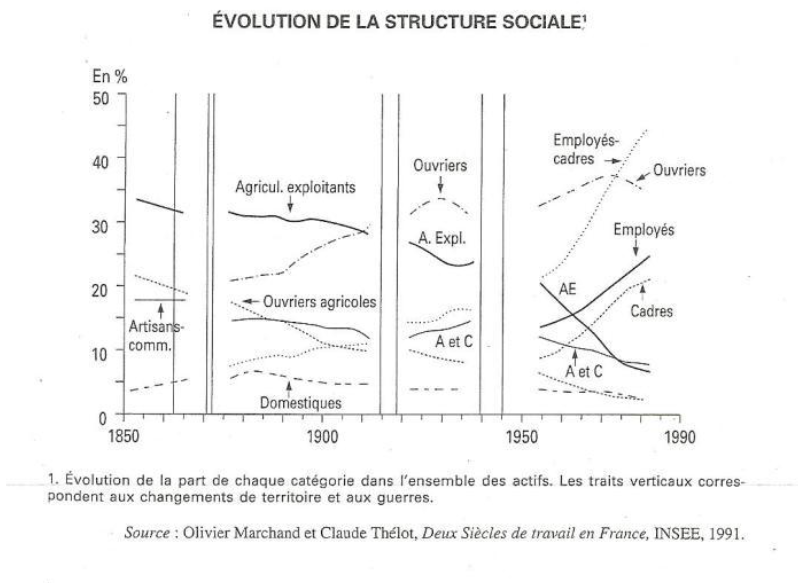 ÉVOLUTION DE LA STRUCTURE SOCIALE¹
En %
50
40
30
20
10
0
Agricul. exploitants
Ouvriers
Employés-
cadres
Ouvriers
A. Expl.
Employés
Ouvriers agricoles
AE
Cadres
Artisans-
comm.
A et C
A et C
Domestiques
1850
1900
1950
1990
1. Évolution de la part de chaque catégorie dans l'ensemble des actifs. Les traits verticaux corres-
pondent aux changements de territoire et aux guerres.
Source : Olivier Marchand et Claude Thélot, Deux Siècles de travail en France, INSEE, 1991.